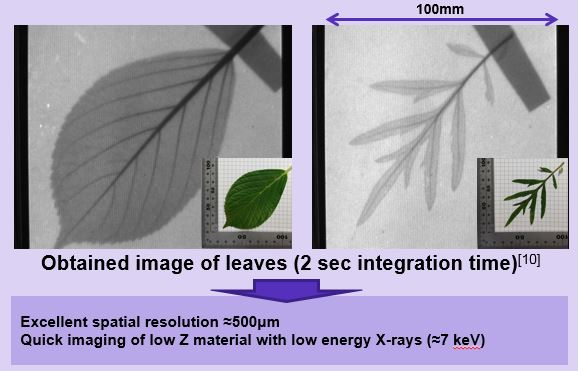 100mm
Obtained image of leaves (2 sec integration time)[10]
Excellent spatial resolution ≈500μm
Quick imaging of low Z material with low energy X-rays (≈7 keV)